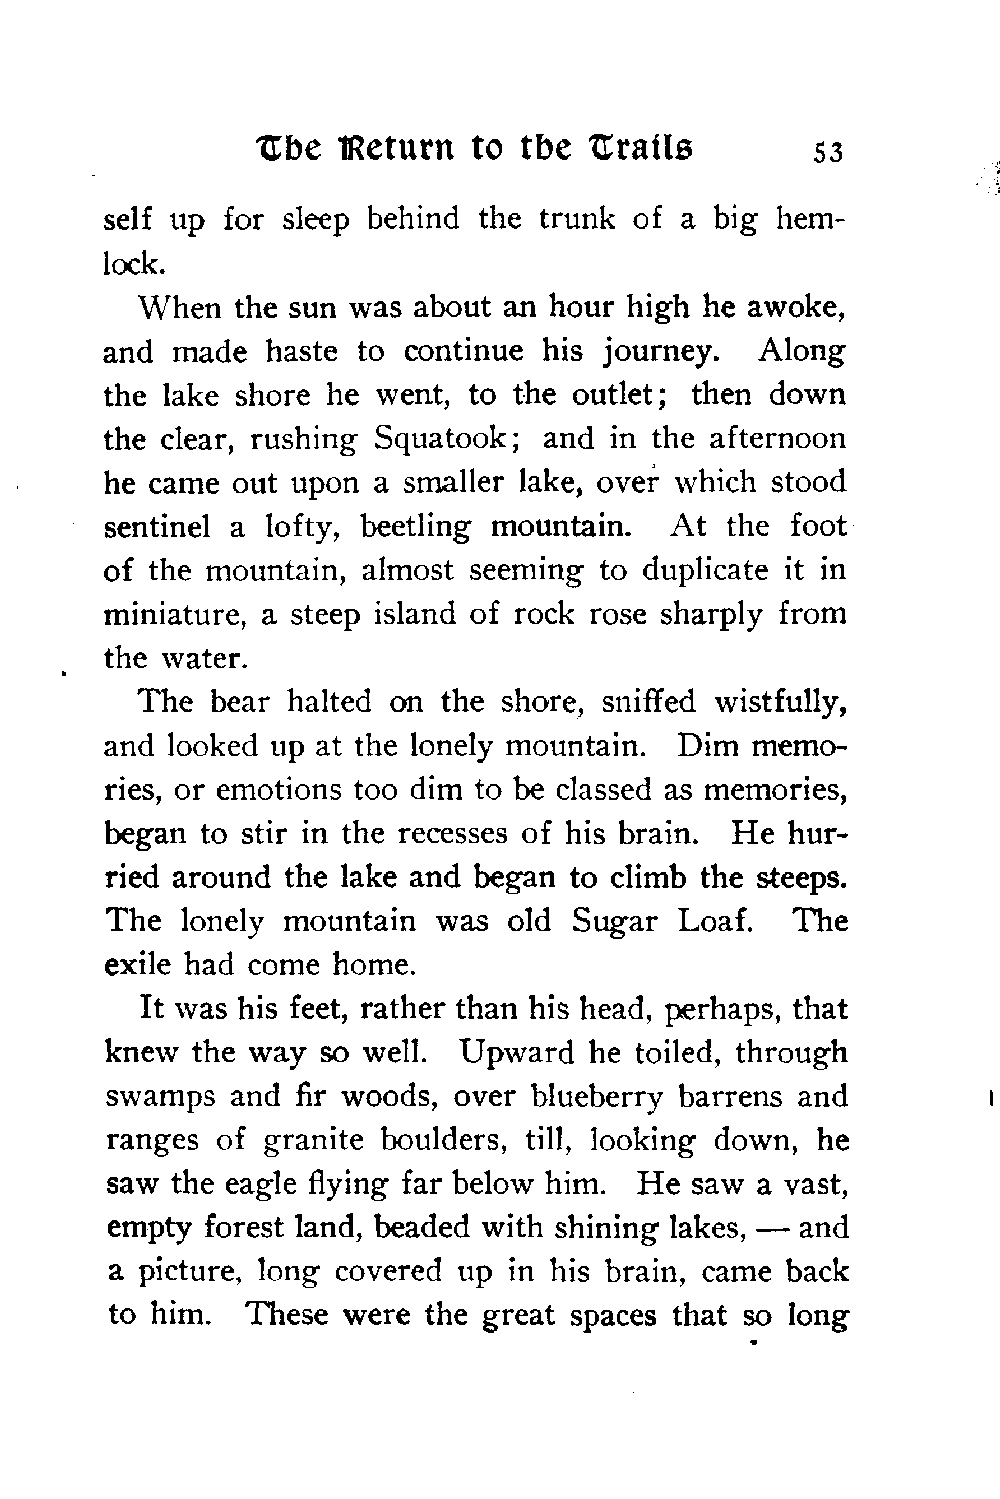 The Return to the Trails 53
self up for sleep behind the trunk of a big hem-
lock.
When the sun was about an hour high he awoke,
and made haste to continue his journey. Along
the lake shore he went, to the outlet; then down
the clear, rushing Squatook; and in the afternoon
he came out upon a smaller lake, over which stood
sentinel a lofty, beetling mountain. At the foot
of the mountain, almost seeming to duplicate it in
miniature, a steep island of rock rose sharply from
the water.
The bear halted on the shore, sniffed wistfully,
and looked up at the lonely mountain. Dim memo-
ries, or emotions too dim to be classed as memories,
began to stir in the recesses of his brain. He hur-
ried around the lake and began to climb the steeps.
The lonely mountain was old Sugar Loaf. The
exile had come home.
It was his feet, rather than his head, perhaps, that
knew the way so well. Upward he toiled, through
swamps and fir woods, over blueberry barrens and
ranges of granite boulders, till, looking down, he
saw the eagle flying far below him. He saw a vast,
empty forest land, beaded with shining lakes, — and
a picture, long covered up in his brain, came back
to him. These were the great spaces that so long